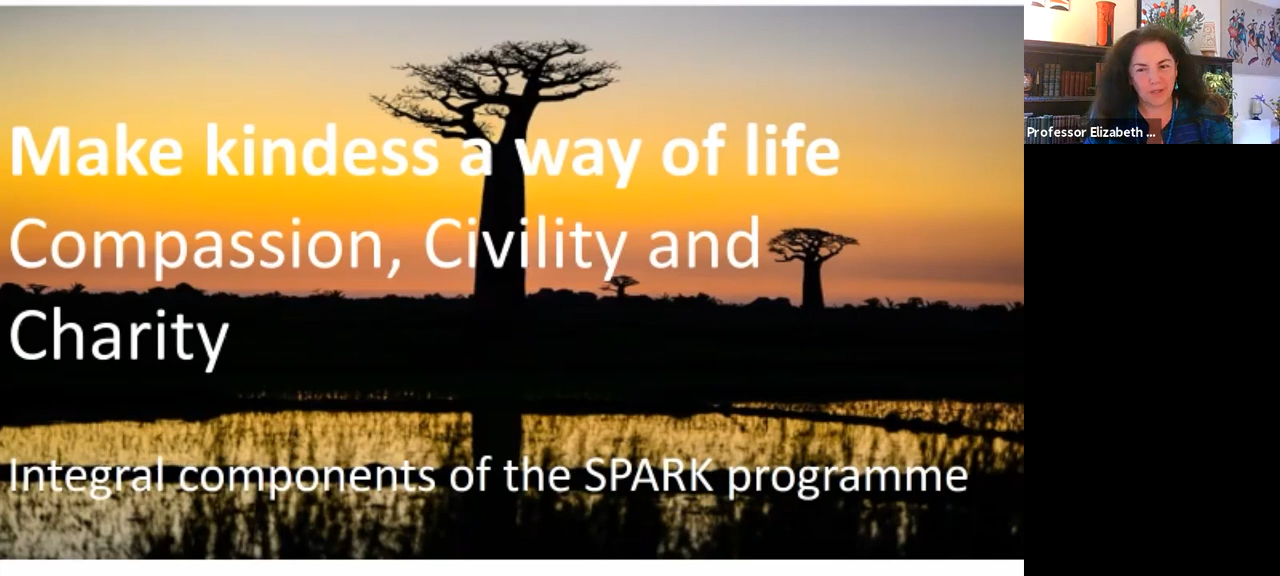 Make kindess a way of life
Compassion, Civility and
Charity
Integral components of the SPARK programme
Professor Elizabeth ...